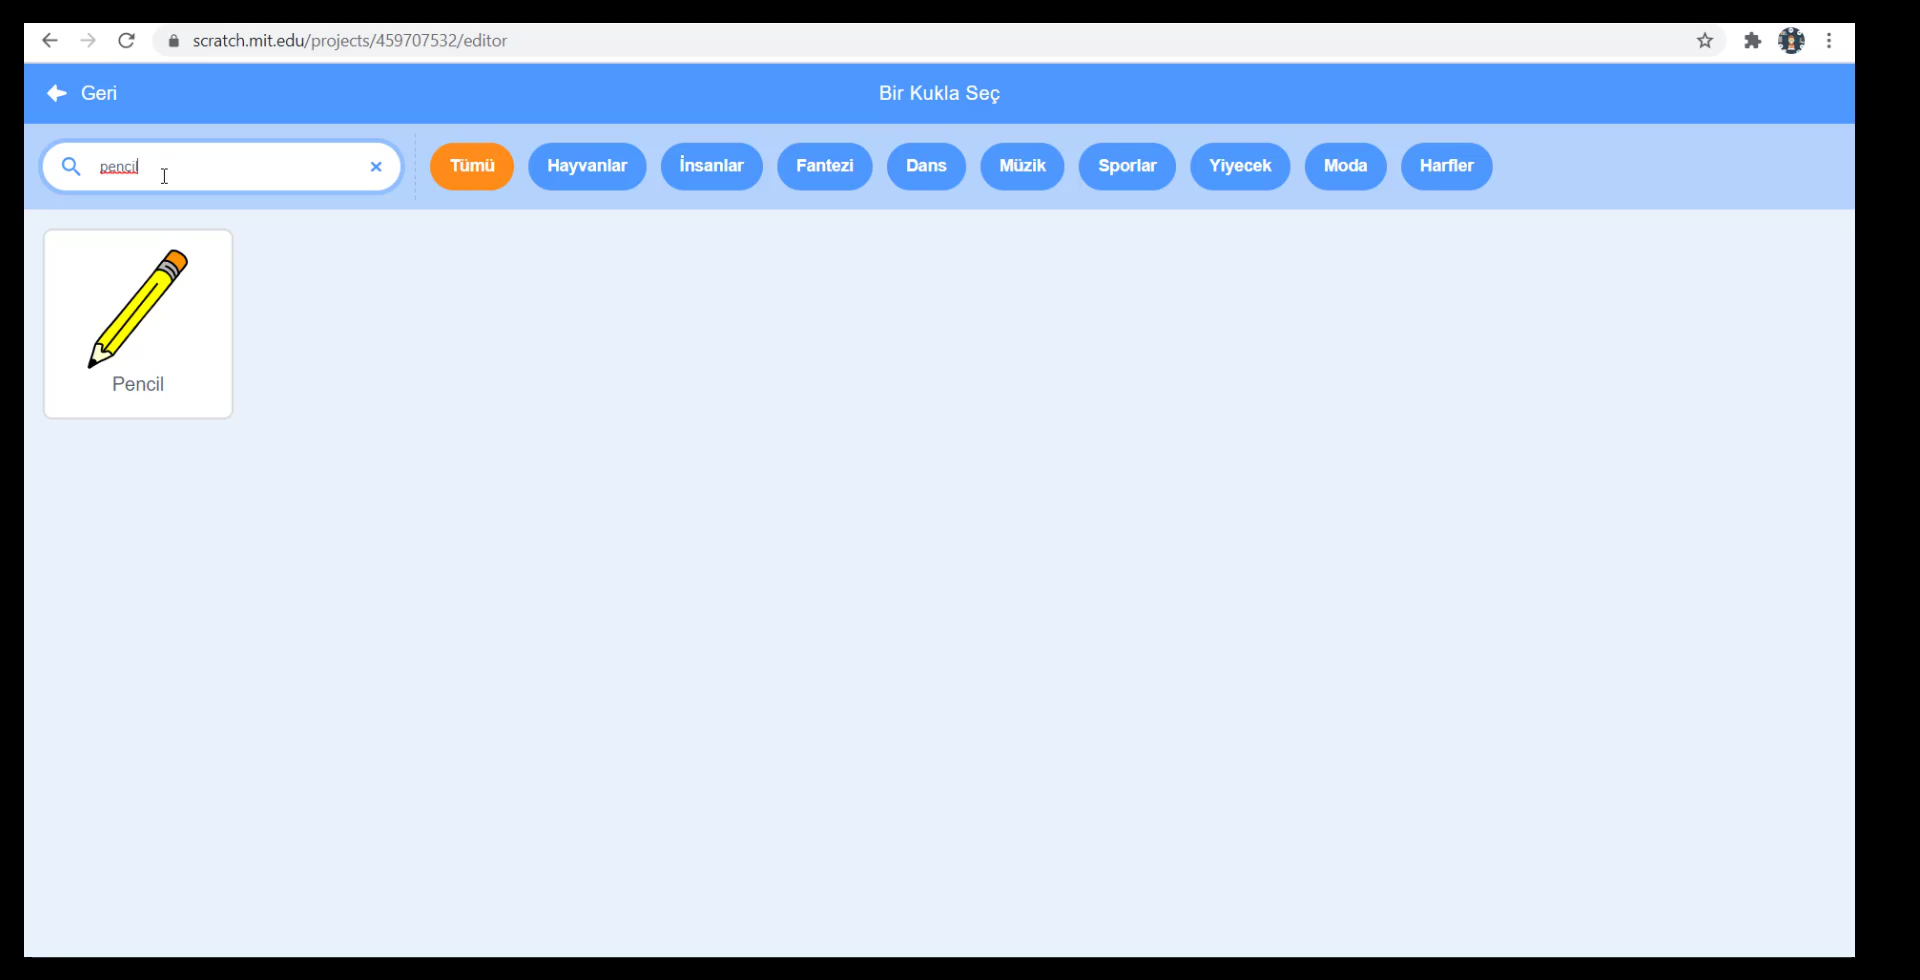 scratch.mit.edu/projects/459707532/editor
Geri
Bir Kukla Seç
pencil
Tümü
Hayvanlar
İnsanlar
Fantezi
Dans
Müzik
Sporlar
Yiyecek
Moda
Harfler
Pencil